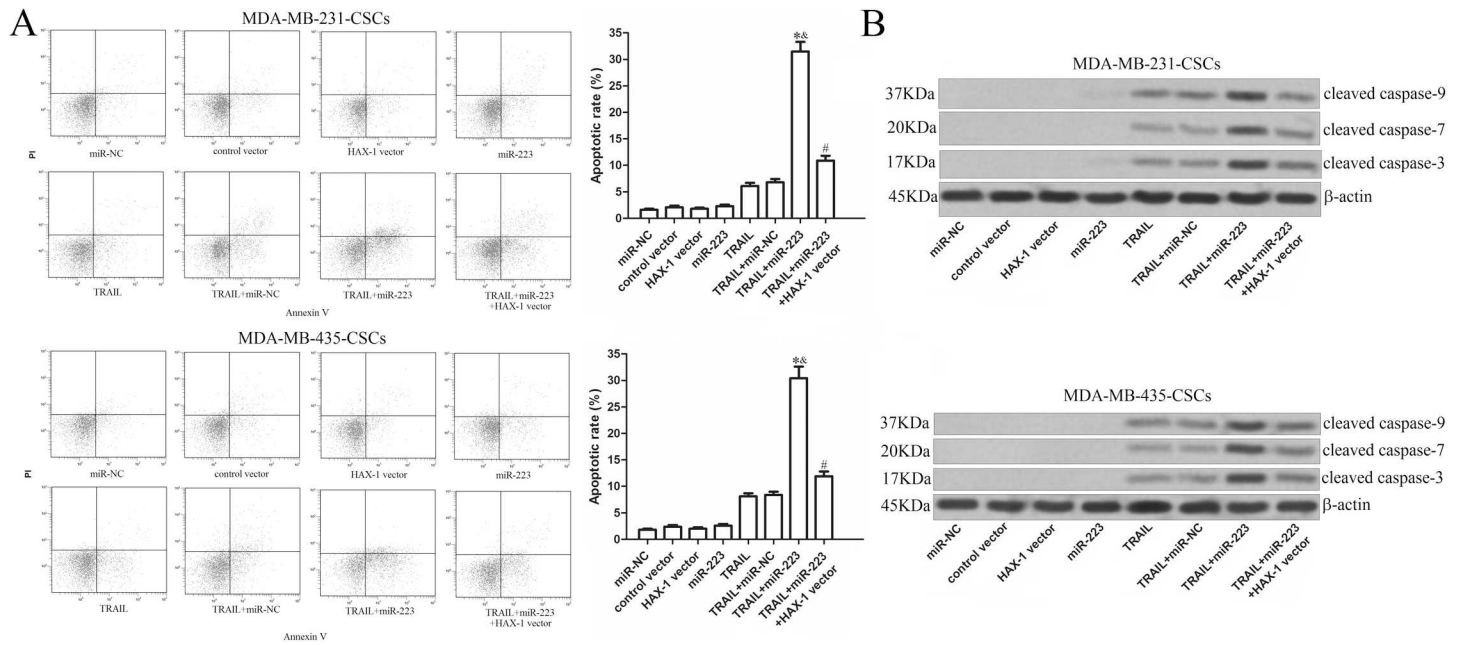 A
MDA-MB-231-CSCs
PI
miR-NC
control vector
HAX-1 vector
miR-223
TRAIL
TRAIL+miR-NC
TRAIL+miR-223
TRAIL+miR-223
+HAX-1 vector
Annexin V
Apoptotic rate (%)
35
30
25
20
15
10
5
0
*&
#
miR-NC
control vector
HAX-1 vector
miR-223
TRAIL
TRAIL+miR-NC
TRAIL+miR-223
TRAIL+miR-223
+HAX-1 vector
MDA-MB-435-CSCs
PI
miR-NC
control vector
HAX-1 vector
miR-223
TRAIL
TRAIL+miR-NC
TRAIL+miR-223
TRAIL+miR-223
+HAX-1 vector
Annexin V
Apoptotic rate (%)
35
30
25
20
15
10
5
0
*&
#
miR-NC
control vector
HAX-1 vector
miR-223
TRAIL
TRAIL+miR-NC
TRAIL+miR-223
TRAIL+miR-223
+HAX-1 vector
B
MDA-MB-231-CSCs
37KDa cleaved caspase-9
20KDa cleaved caspase-7
17KDa cleaved caspase-3
45KDa β-actin
miR-NC
control vector
HAX-1 vector
miR-223
TRAIL
TRAIL+miR-NC
TRAIL+miR-223
TRAIL+miR-223
+HAX-1 vector
MDA-MB-435-CSCs
37KDa cleaved caspase-9
20KDa cleaved caspase-7
17KDa cleaved caspase-3
45KDa β-actin
miR-NC
control vector
HAX-1 vector
miR-223
TRAIL
TRAIL+miR-NC
TRAIL+miR-223
TRAIL+miR-223
+HAX-1 vector